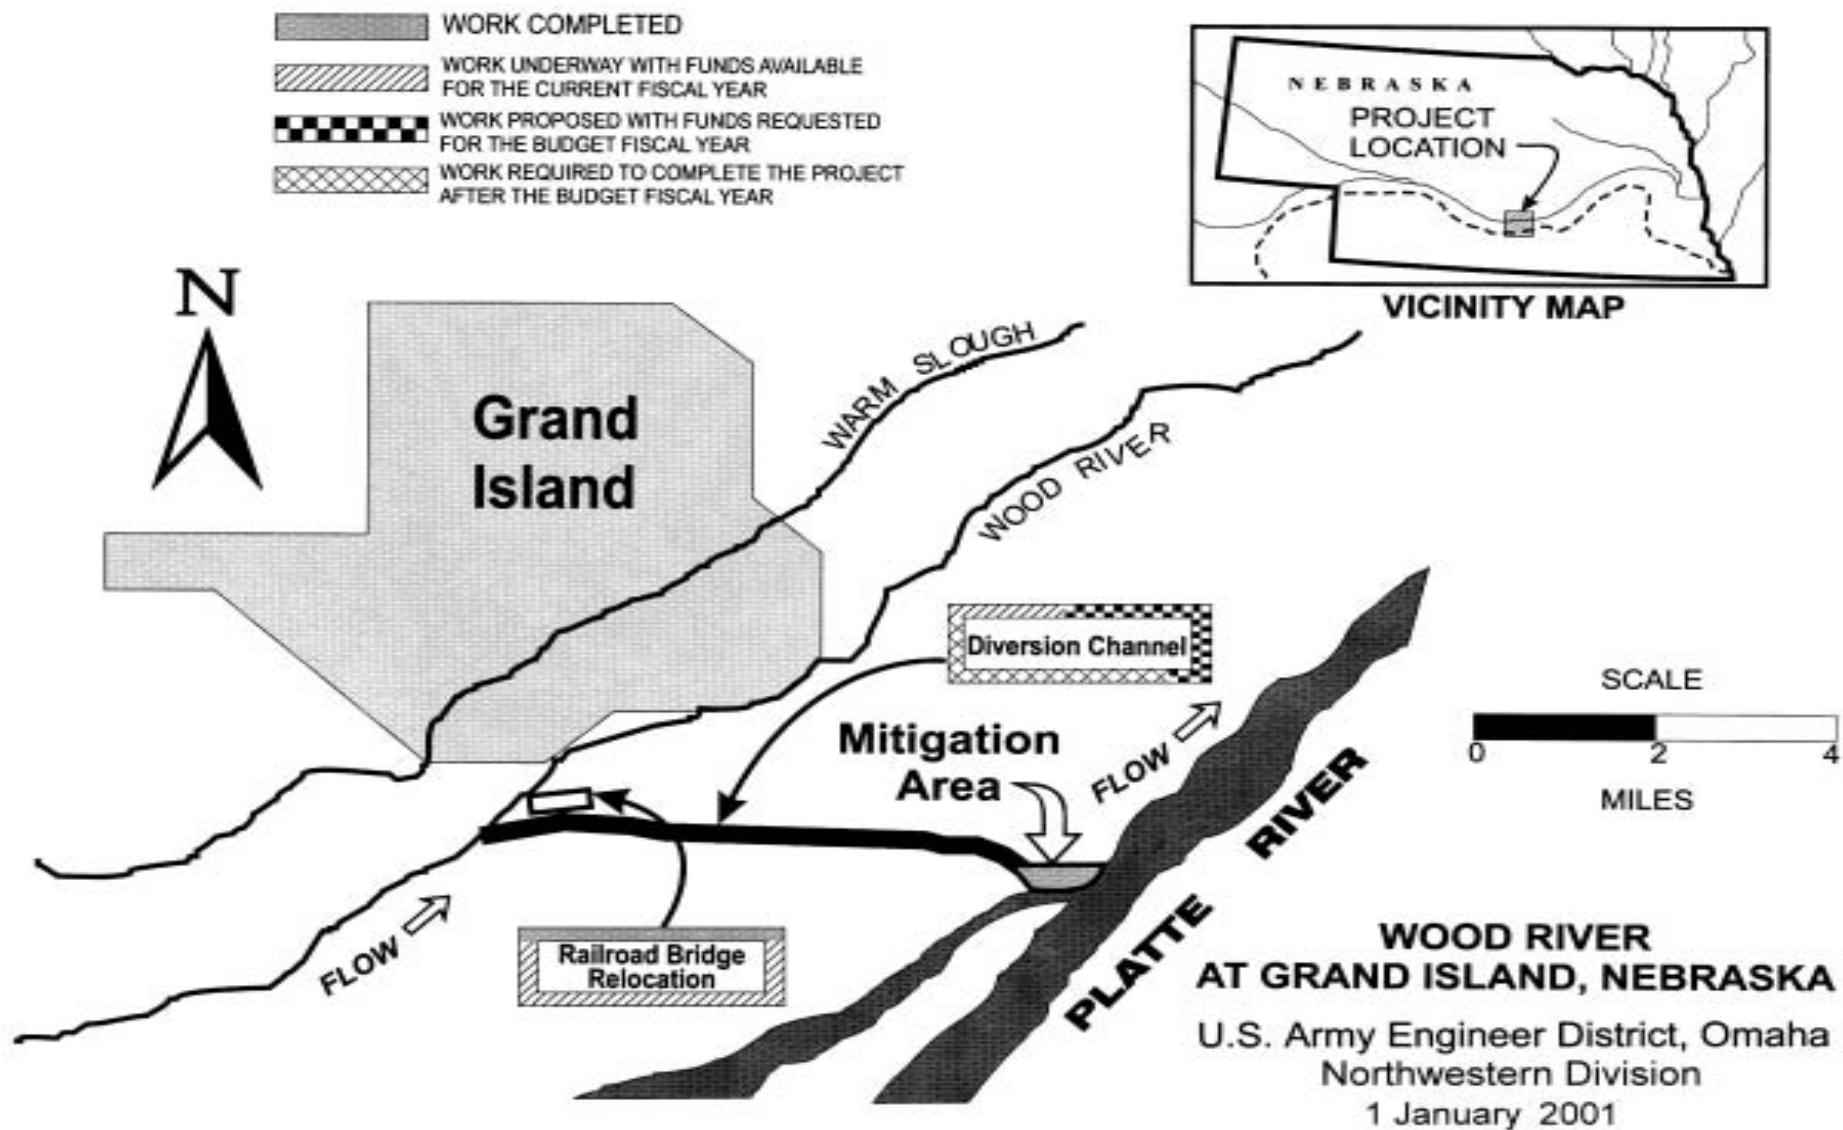 WORK COMPLETED
WORK UNDERWAY WITH FUNDS AVAILABLE
FOR THE CURRENT FISCAL YEAR
WORK PROPOSED WITH FUNDS REQUESTED
FOR THE BUDGET FISCAL YEAR
WORK REQUIRED TO COMPLETE THE PROJECT
AFTER THE BUDGET FISCAL YEAR
NEBRASKA
PROJECT
LOCATION
VICINITY MAP
N
Grand
Island
WARM SLOUGH
WOOD RIVER
Diversion Channel
Mitigation
Area
FLOW
PLATTE RIVER
SCALE
0 2 4
MILES
FLOW
Railroad Bridge
Relocation
WOOD RIVER
AT GRAND ISLAND, NEBRASKA
U.S. Army Engineer District, Omaha
Northwestern Division
1 January 2001